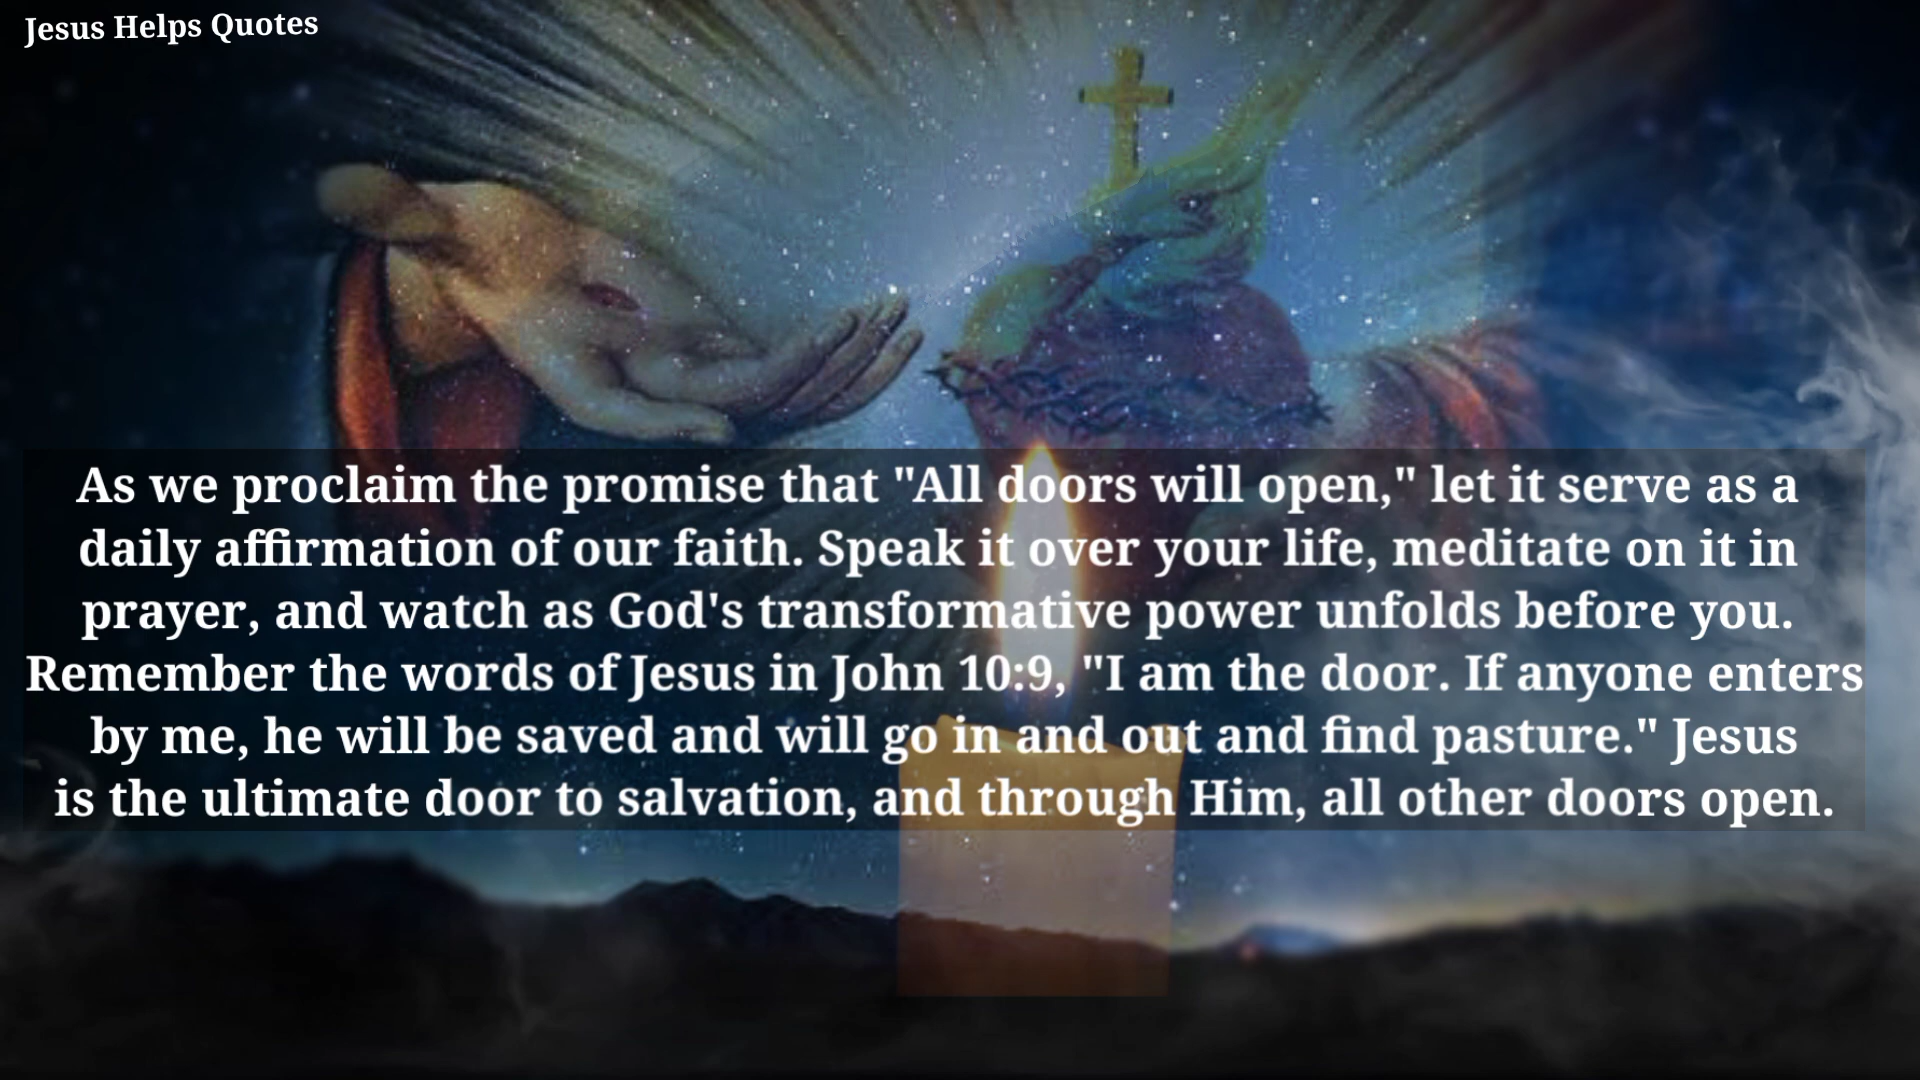 Jesus Helps Quotes
As we proclaim the promise that "All doors will open," let it serve as a
daily affirmation of our faith. Speak it over your life, meditate on it in
prayer, and watch as God's transformative power unfolds before you.
Remember the words of Jesus in John 10:9, "I am the door. If anyone enters
by me, he will be saved and will go in and out and find pasture." Jesus
is the ultimate door to salvation, and through Him, all other doors open.